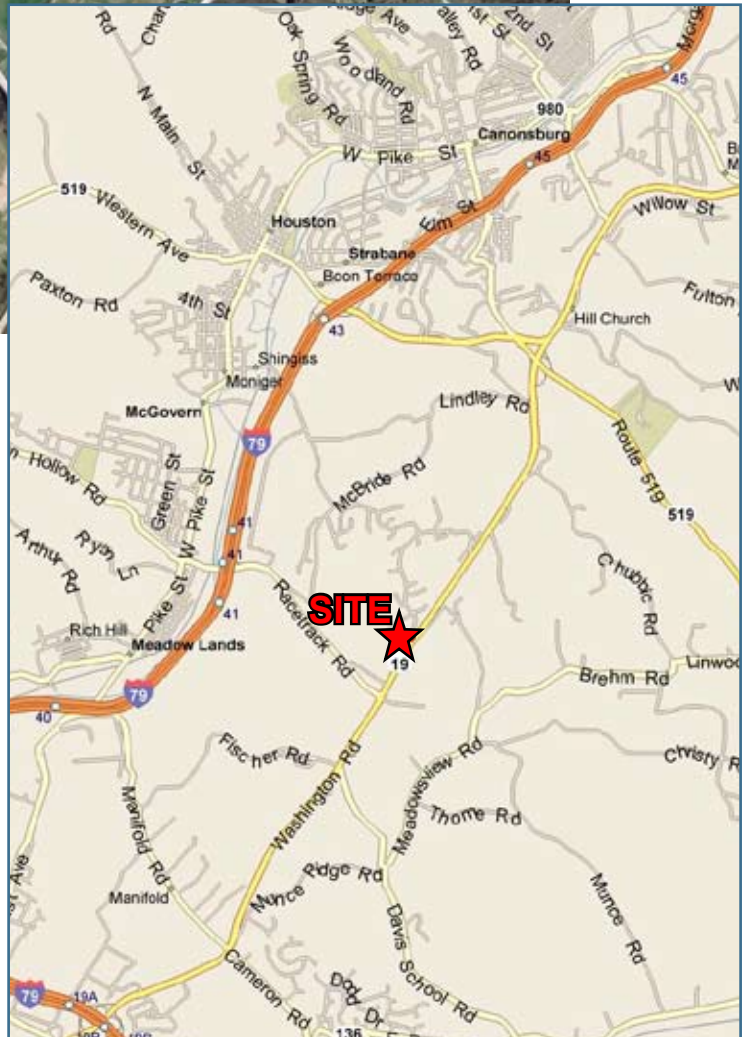 2nd St
Oak Spring Rd
Woodland Rd
N Main St
45
980
Canonsburg
W Pike St
45
519
Western Ave
Houston
Elm St
Willow St
Strabane
Boon Terrace
Paxton Rd
4th St
Fulton
Hill Church
43
Shingiss
Moniger
Lindley Rd
McGovern
79
Route 519
Hollow Rd
Green St
W Pike St
McBride Rd
519
41
Arthur Rd
Ryan Ln
41
Chubbic Rd
Racetrack Rd
41
SITE
Pike St
Rich Hill
Meadow Lands
19
Brehm Rd
79
40
Fischer Rd
Washington Rd
Meadowsview Rd
Manifold Rd
Thome Rd
Munce Ridge Rd
Manifold
Munce Rd
Davis School Rd
Cameron Rd
79
19A
Dodd Dr
136